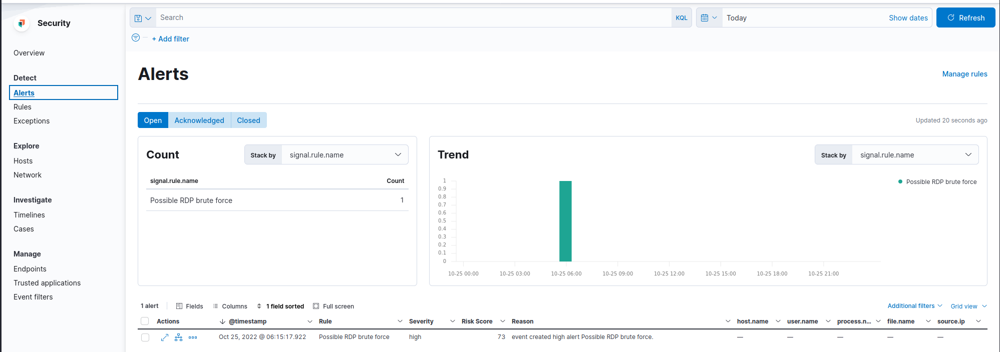 Security
Search
KQL
Today
Show dates
Refresh
+ Add filter
Overview
Detect
Alerts
Rules
Exceptions
Explore
Hosts
Network
Investigate
Timelines
Cases
Manage
Endpoints
Trusted applications
Event filters
Alerts
Manage rules
Open Acknowledged Closed
Updated 20 seconds ago
Count
Stack by signal.rule.name
signal.rule.name Count
Possible RDP brute force 1
Trend
Stack by signal.rule.name
1
0.9
0.8
0.7
0.6
0.5
0.4
0.3
0.2
0.1
0
10-25 00:00 10-25 03:00 10-25 06:00 10-25 09:00 10-25 12:00 10-25 15:00 10-25 18:00 10-25 21:00
Possible RDP brute force
1 alert Fields Columns 1 field sorted Full screen Additional filters Grid view
Actions @timestamp Rule Severity Risk Score Reason host.name user.name process.n... file.name source.ip
Oct 25, 2022 @ 06:15:17.922 Possible RDP brute force high 73 event created high alert Possible RDP brute force. — — — — —